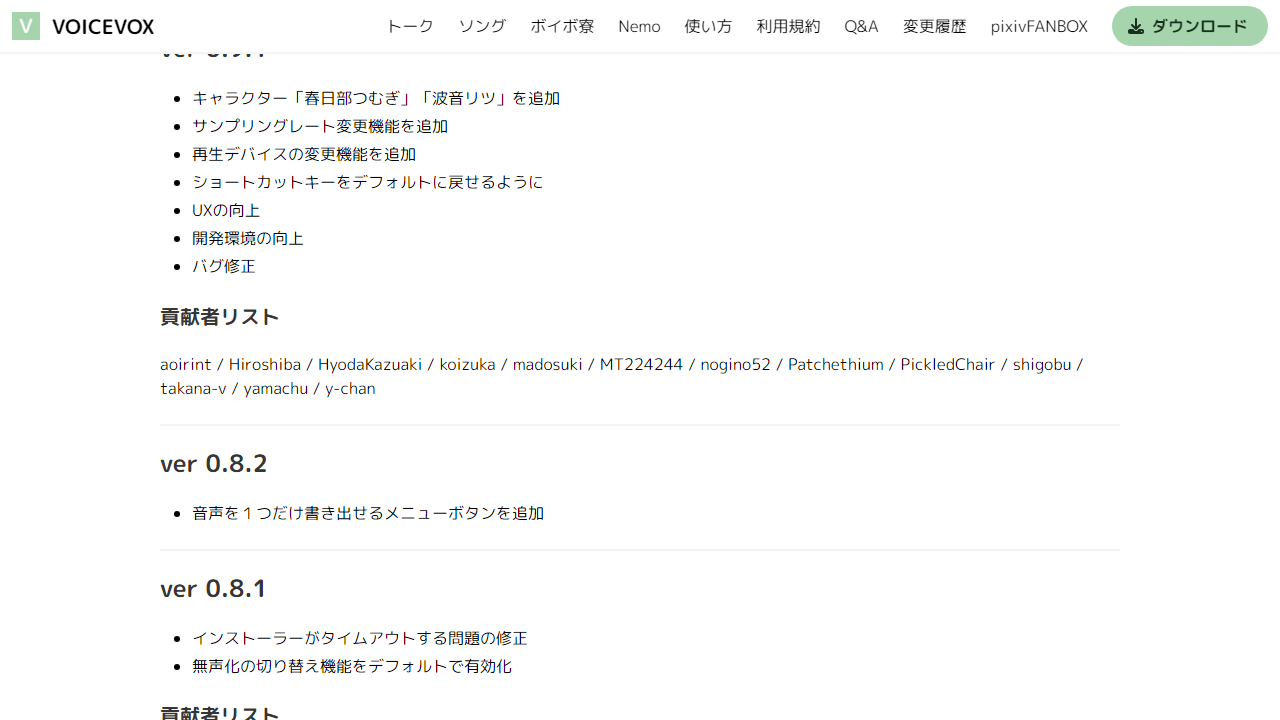 VOICEVOX
トーク ソング ボイボ寮 Nemo 使い方 利用規約 Q&A 変更履歴 pixivFANBOX ダウンロード
キャラクター「春日部つむぎ」「波音リツ」を追加
サンプリングレート変更機能を追加
再生デバイスの変更機能を追加
ショートカットキーをデフォルトに戻せるように
UXの向上
開発環境の向上
バグ修正
貢献者リスト
aoirint / Hiroshiba / HyodaKazuaki / koizuka / madosuki / MT224244 / nogino52 / Patchethium / PickledChair / shigobu /
takana-v / yamachu / y-chan
ver 0.8.2
音声を１つだけ書き出せるメニューボタンを追加
ver 0.8.1
インストーラーがタイムアウトする問題の修正
無声化の切り替え機能をデフォルトで有効化
貢献者リスト